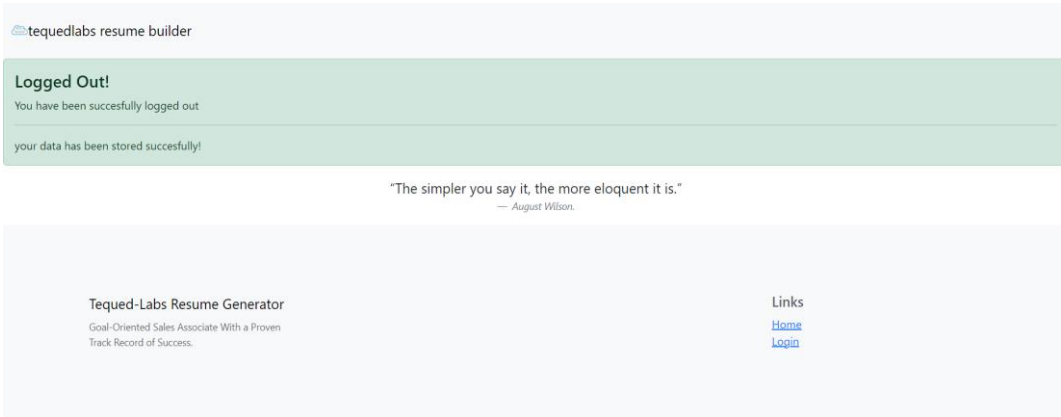 tequedlabs resume builder
Logged Out!
You have been succesfully logged out
your data has been stored succesfully!
“The simpler you say it, the more eloquent it is.”
— August Wilson.
Tequed-Labs Resume Generator
Goal-Oriented Sales Associate With a Proven
Track Record of Success.
Links
Home
Login